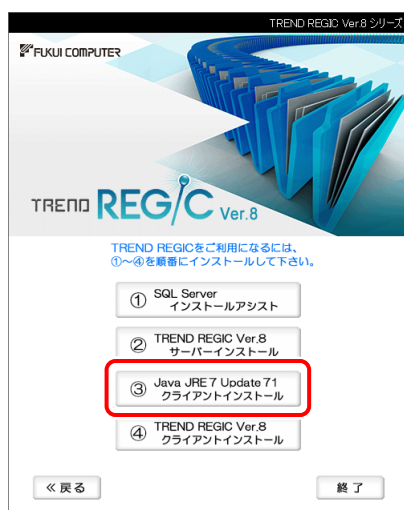 TREND REGIC Ver.8 シリーズ
FUKUI COMPUTER
TREND REGIC Ver.8
TREND REGICをご利用になるには、
①～④を順番にインストールして下さい。
① SQL Server
インストールアシスト
② TREND REGIC Ver.8
サーバーインストール
③ Java JRE 7 Update 71
クライアントインストール
④ TREND REGIC Ver.8
クライアントインストール
≪ 戻る
終 了